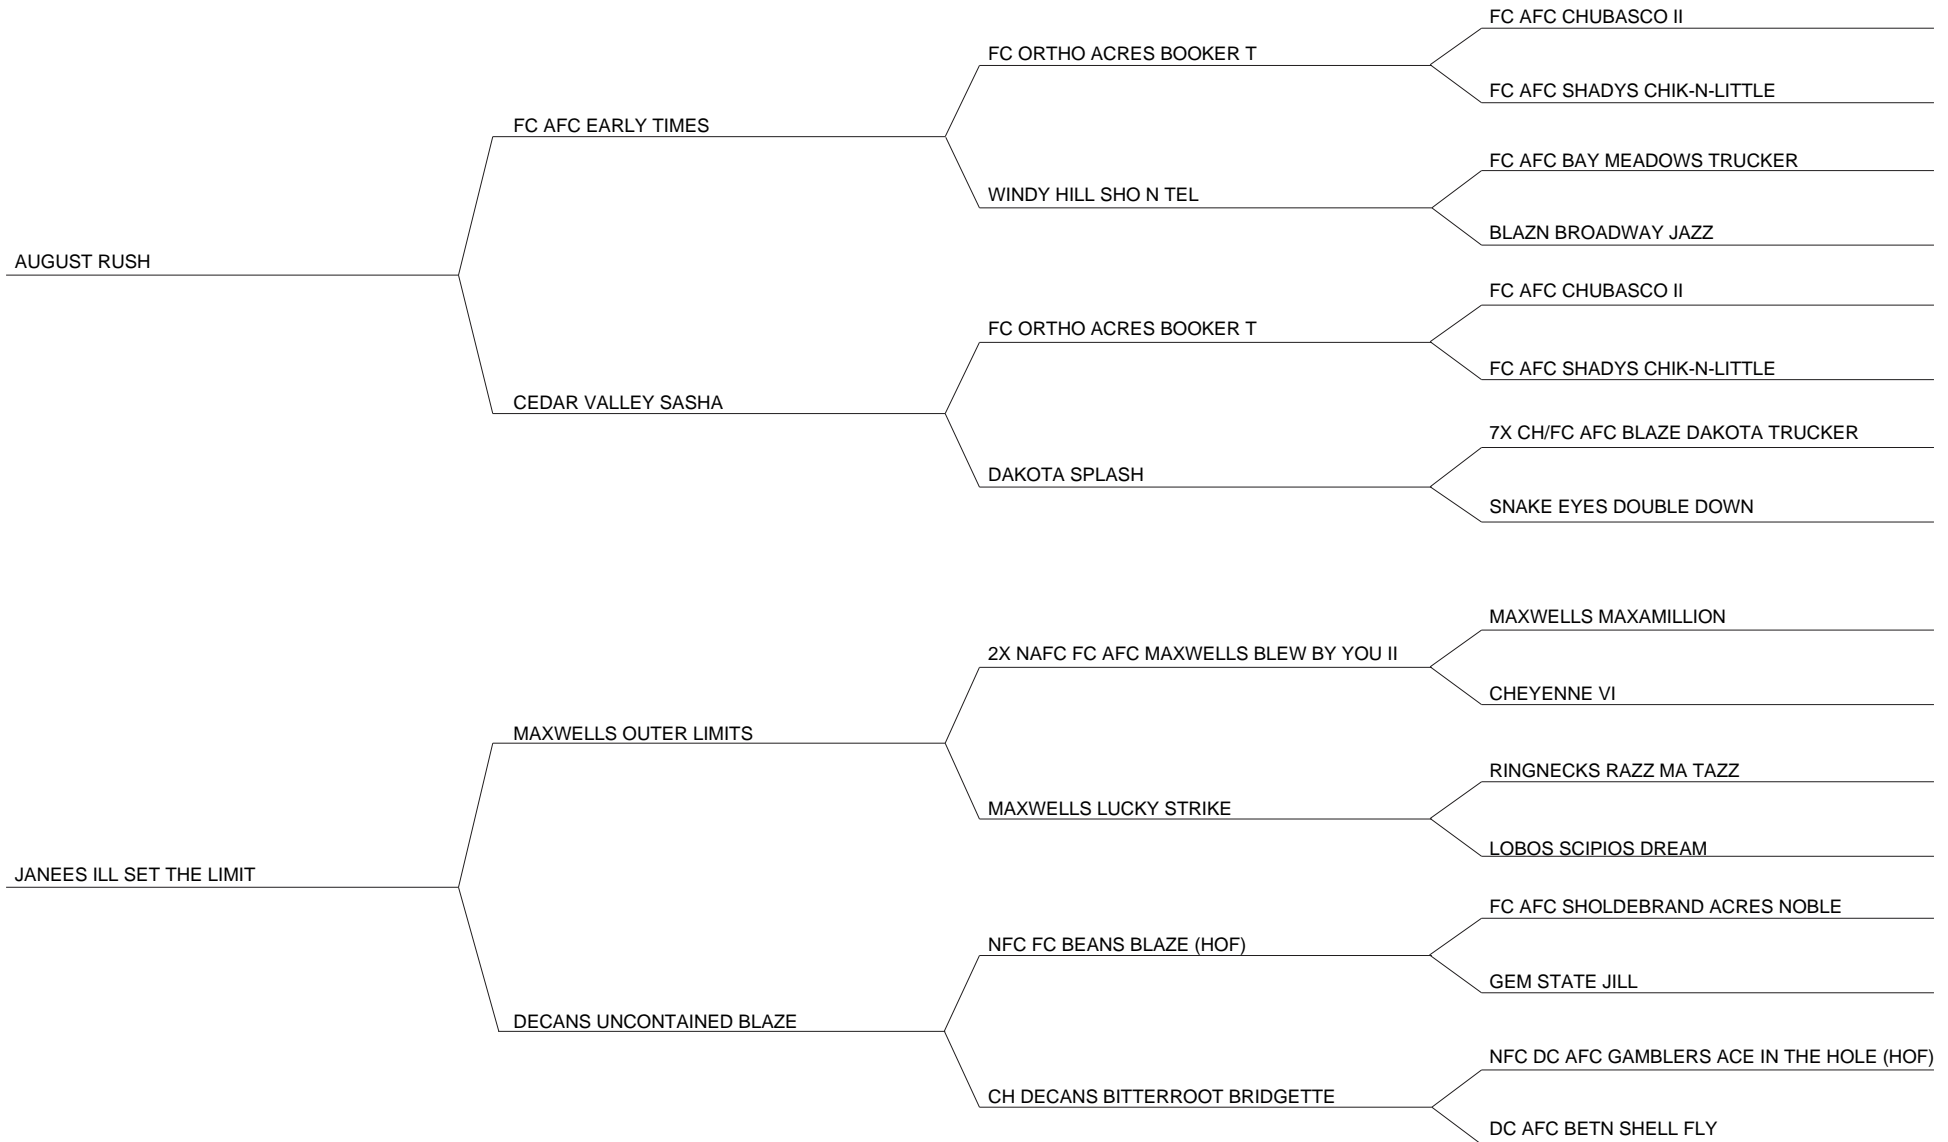 FC AFC CHUBASCO II
FC ORTHO ACRES BOOKER T
FC AFC SHADYS CHIK-N-LITTLE
FC AFC EARLY TIMES
FC AFC BAY MEADOWS TRUCKER
WINDY HILL SHO N TEL
BLAZN BROADWAY JAZZ
AUGUST RUSH
FC AFC CHUBASCO II
FC ORTHO ACRES BOOKER T
FC AFC SHADYS CHIK-N-LITTLE
CEDAR VALLEY SASHA
7X CH/FC AFC BLAZE DAKOTA TRUCKER
DAKOTA SPLASH
SNAKE EYES DOUBLE DOWN
MAXWELLS MAXAMILLION
2X NAFC FC AFC MAXWELLS BLEW BY YOU II
CHEYENNE VI
MAXWELLS OUTER LIMITS
RINGNECKS RAZZ MA TAZZ
MAXWELLS LUCKY STRIKE
LOBOS SCIPIOS DREAM
JANEES ILL SET THE LIMIT
FC AFC SHOLDEBRAND ACRES NOBLE
NFC FC BEANS BLAZE (HOF)
GEM STATE JILL
DECANS UNCONTAINED BLAZE
NFC DC AFC GAMBLERS ACE IN THE HOLE (HOF)
CH DECANS BITTERROOT BRIDGETTE
DC AFC BETN SHELL FLY